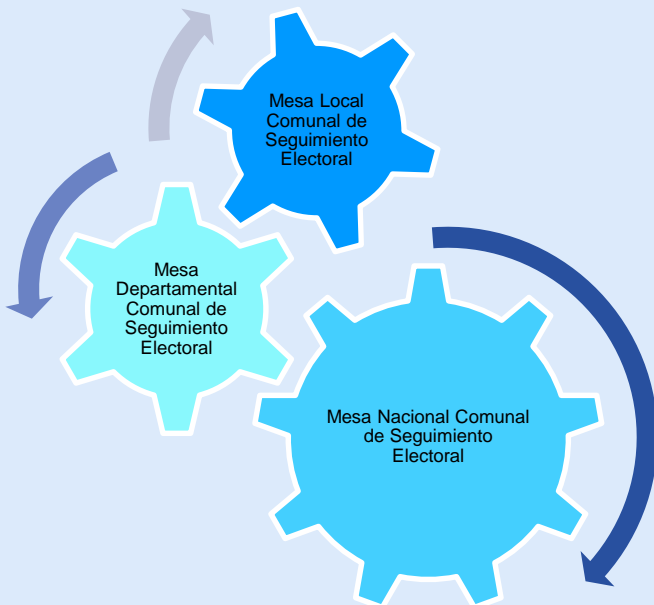 Mesa Local
Comunal de
Seguimiento
Electoral
Mesa
Departamental
Comunal de
Seguimiento
Electoral
Mesa Nacional Comunal
de Seguimiento
Electoral